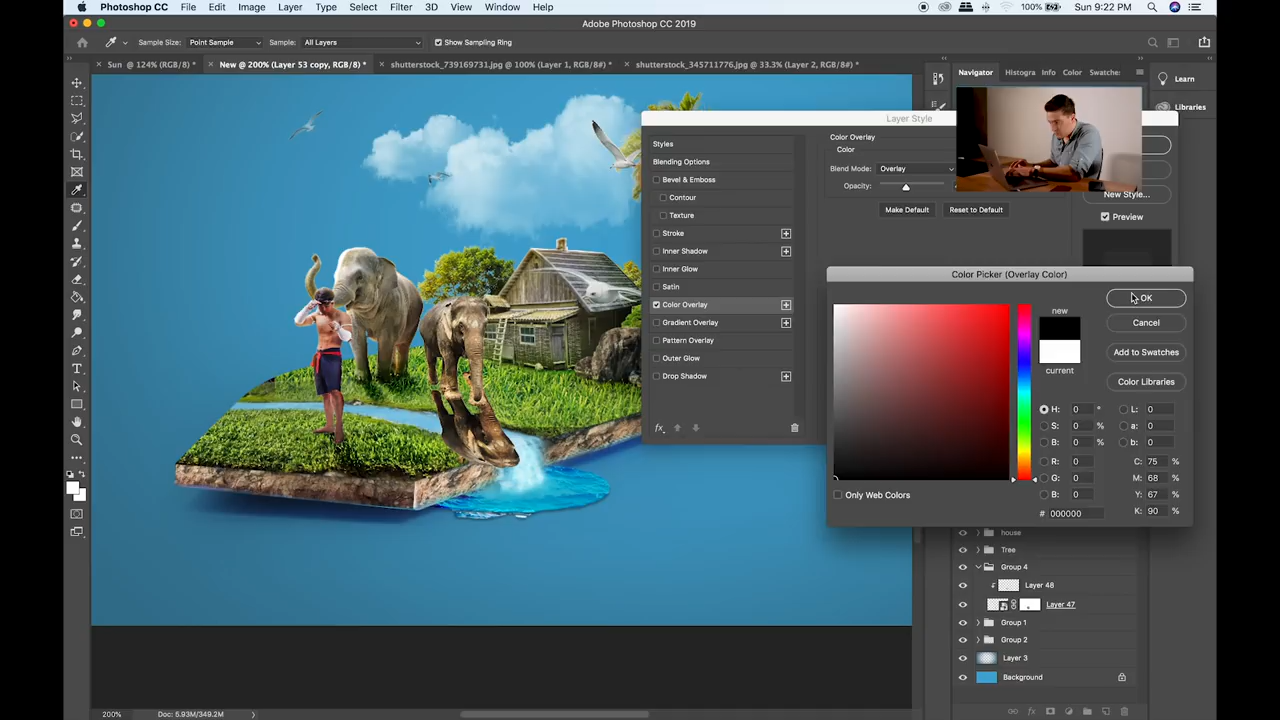 Photoshop CC File Edit Image Layer Type Select Filter 3D View Window Help 100% Sun 9:22 PM
Adobe Photoshop CC 2019
Sample Size: Point Sample Sample: All Layers Show Sampling Ring
Sun @ 124% (RGB/8) * New @ 200% (Layer 53 copy, RGB/8) * shutterstock_739169731.jpg @ 100% (Layer 1, RGB/8#) * shutterstock_345711776.jpg @ 33.3% (Layer 2, RGB/8#) *
Navigator Histogra Info Color Swatche:
Learn
Libraries
Layer Style
Styles
Blending Options
Bevel & Emboss
Contour
Texture
Stroke
Inner Shadow
Inner Glow
Satin
Color Overlay
Gradient Overlay
Pattern Overlay
Outer Glow
Drop Shadow
fx
Color Overlay
Color
Blend Mode: Overlay
Opacity:
Make Default Reset to Default
New Style...
Preview
Color Picker (Overlay Color)
new
current
OK
Cancel
Add to Swatches
Color Libraries
H: 0 ° L: 0
S: 0 % a: 0
B: 0 % b: 0
R: 0 C: 75 %
G: 0 M: 68 %
B: 0 Y: 67 %
# 000000 K: 90 %
Only Web Colors
house
Tree
Group 4
Layer 48
Layer 47
Group 1
Group 2
Layer 3
Background
fx
200% Doc: 5.93M/349.2M